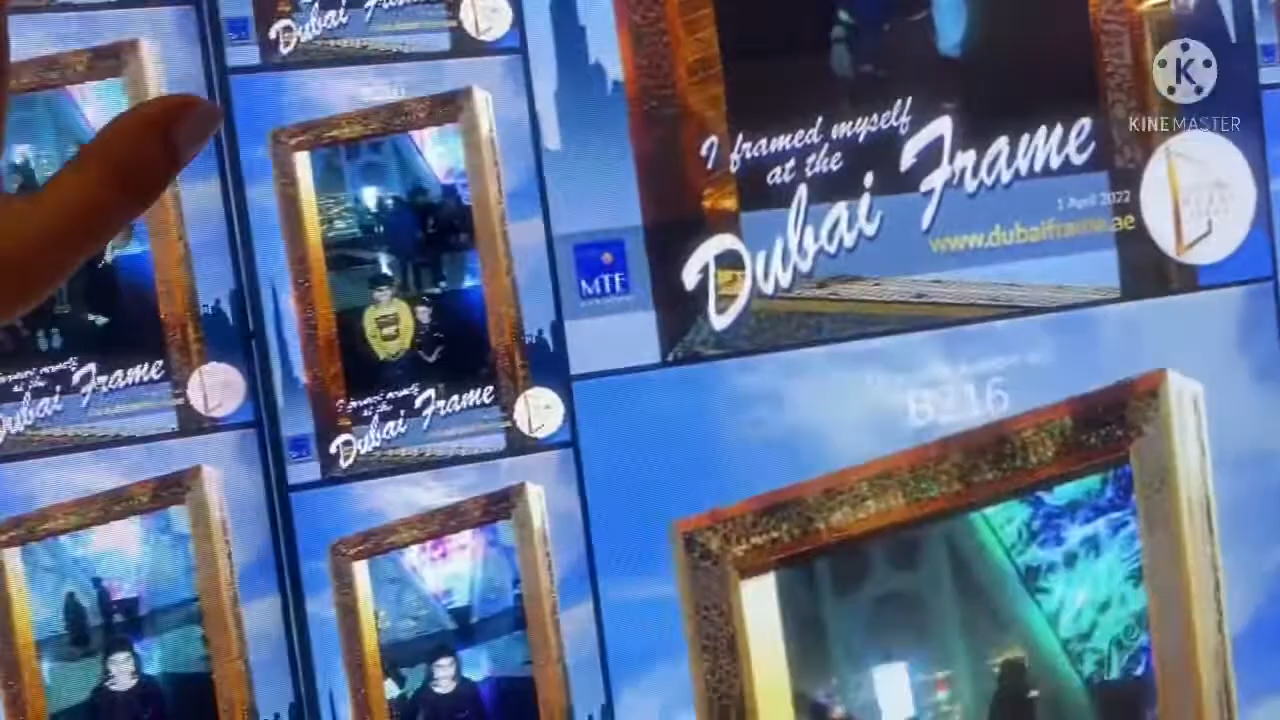 Dubai Frame
KINEMASTER
I framed myself
at the
Dubai Frame
1 April 2022
www.dubaiframe.ae
MTF
Dubai Frame
Dubai Frame